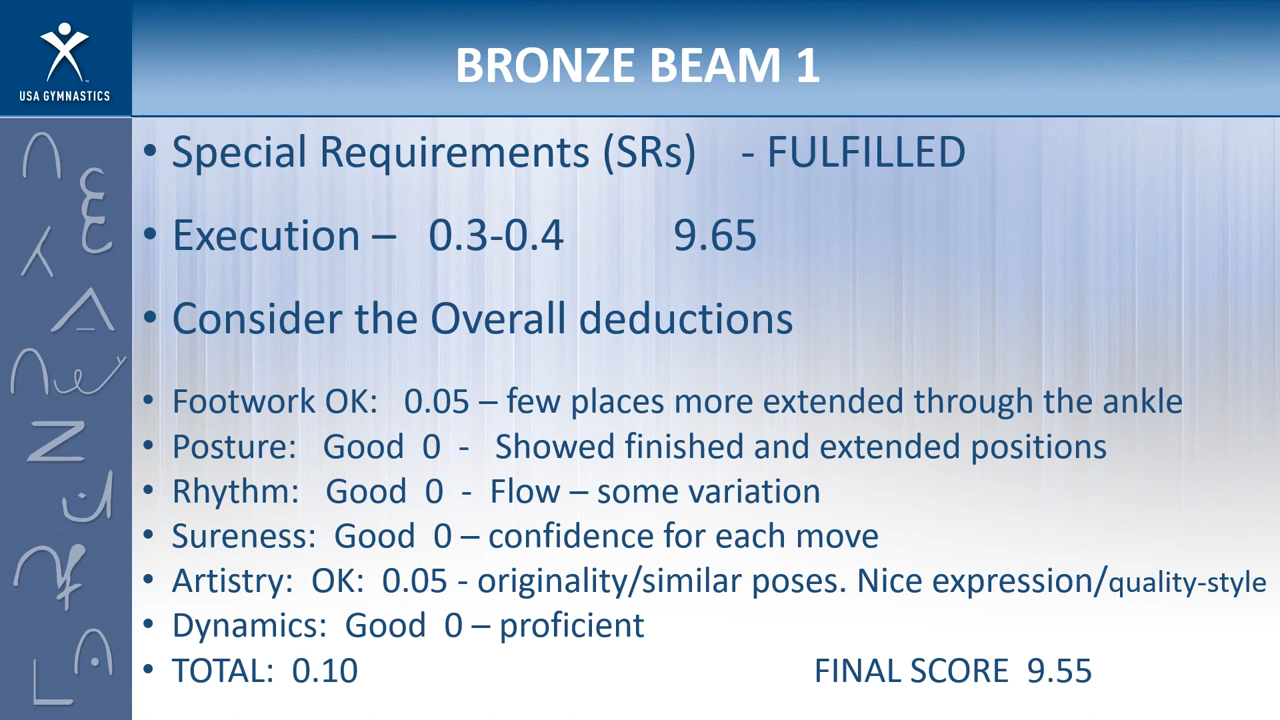 USA GYMNASTICS
BRONZE BEAM 1
• Special Requirements (SRs) - FULFILLED
• Execution – 0.3-0.4 9.65
• Consider the Overall deductions
• Footwork OK: 0.05 – few places more extended through the ankle
• Posture: Good 0 - Showed finished and extended positions
• Rhythm: Good 0 - Flow – some variation
• Sureness: Good 0 – confidence for each move
• Artistry: OK: 0.05 - originality/similar poses. Nice expression/quality-style
• Dynamics: Good 0 – proficient
• TOTAL: 0.10 FINAL SCORE 9.55